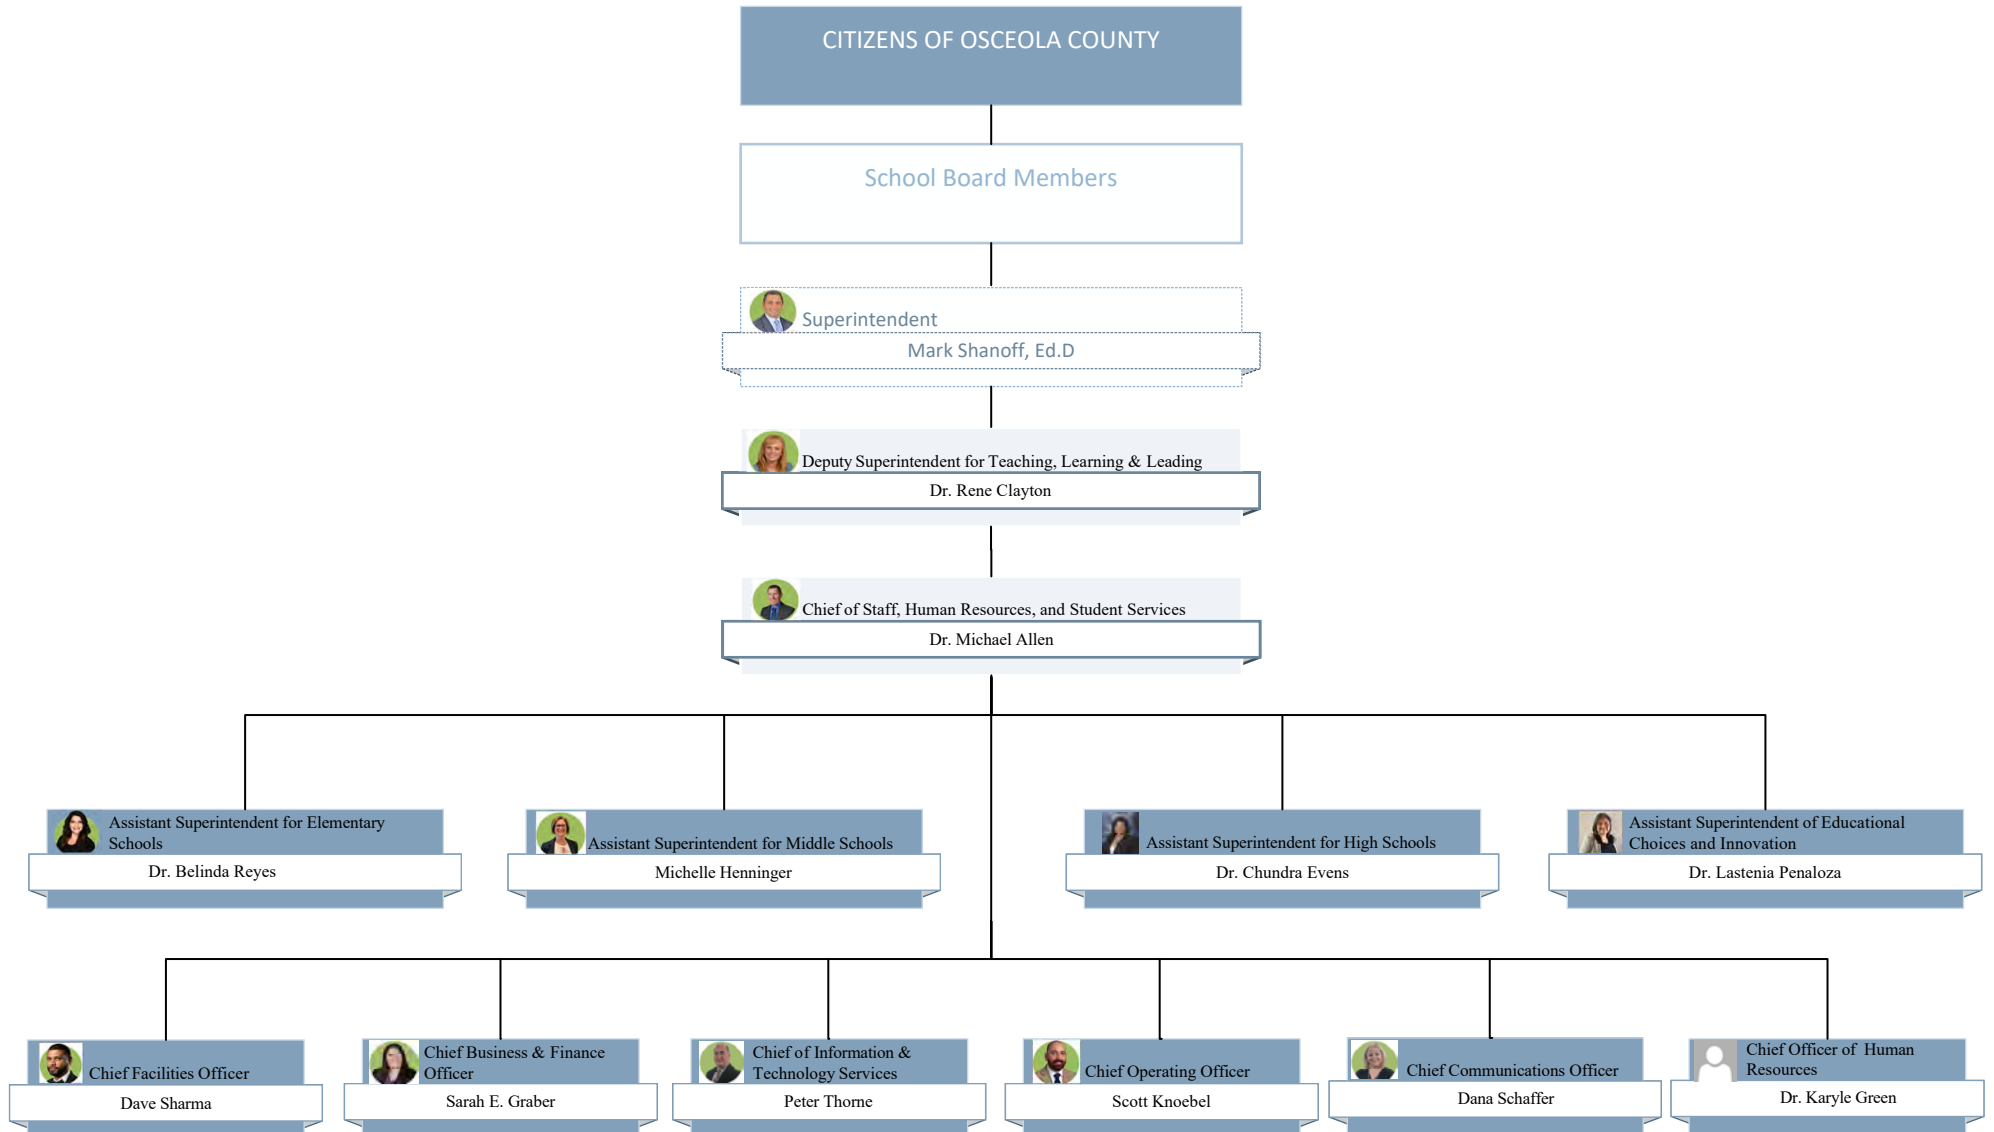 CITIZENS OF OSCEOLA COUNTY
School Board Members
Superintendent
Mark Shanoff, Ed.D
Deputy Superintendent for Teaching, Learning & Leading
Dr. Rene Clayton
Chief of Staff, Human Resources, and Student Services
Dr. Michael Allen
Assistant Superintendent for Elementary
Schools
Dr. Belinda Reyes
Assistant Superintendent for Middle Schools
Michelle Henninger
Assistant Superintendent for High Schools
Dr. Chundra Evens
Assistant Superintendent of Educational
Choices and Innovation
Dr. Lastenia Penaloza
Chief Facilities Officer
Dave Sharma
Chief Business & Finance
Officer
Sarah E. Graber
Chief of Information &
Technology Services
Peter Thorne
Chief Operating Officer
Scott Knoebel
Chief Communications Officer
Dana Schaffer
Chief Officer of Human
Resources
Dr. Karyle Green